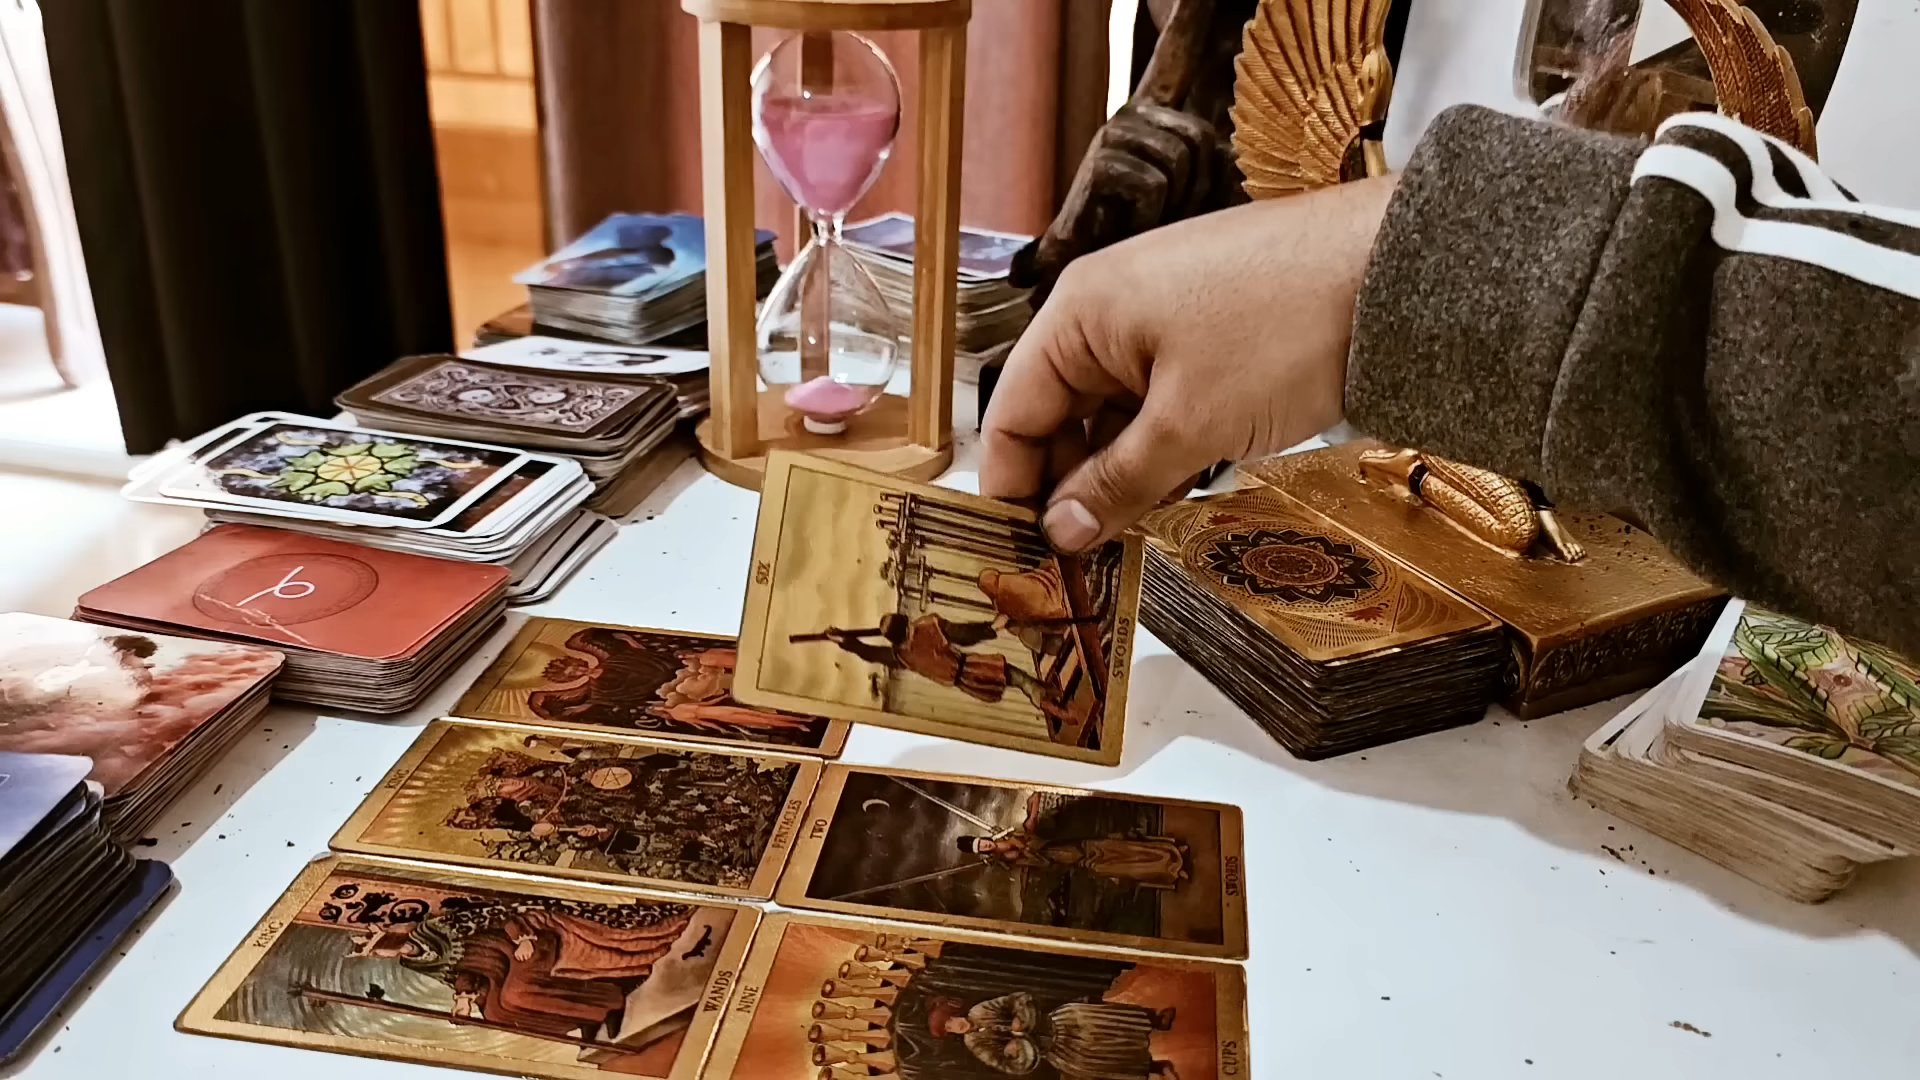 SIX
SWORDS
KING
PENTACLES
TWO
SWORDS
KING
WANDS
NINE
CUPS